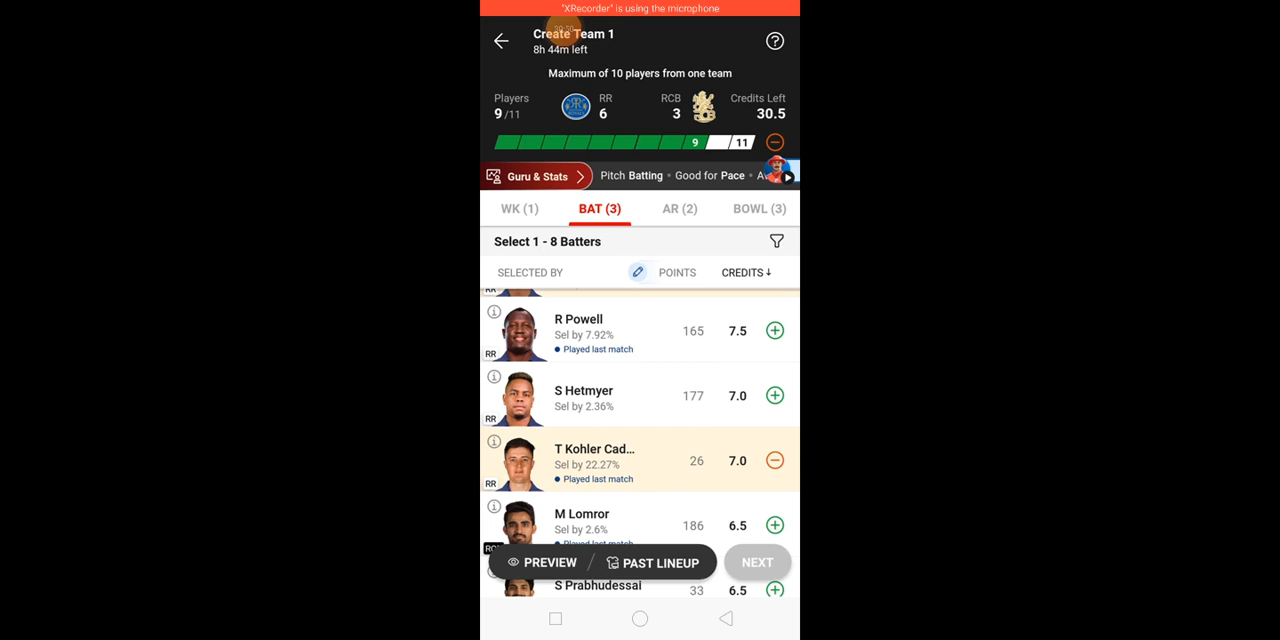 "XRecorder" is using the microphone
Create Team 1
8h 44m left
Maximum of 10 players from one team
Players RR RCB Credits Left
9/11 6 3 30.5
9 11
Guru & Stats Pitch Batting • Good for Pace •
WK (1) BAT (3) AR (2) BOWL (3)
Select 1 - 8 Batters
SELECTED BY POINTS CREDITS ↓
RR
R Powell
Sel by 7.92% 165 7.5
Played last match
RR
S Hetmyer
177 7.0
Sel by 2.36%
RR
T Kohler Cad...
Sel by 22.27% 26 7.0
Played last match
RR
M Lomror
Sel by 2.6% 186 6.5
Played last match
PREVIEW / PAST LINEUP NEXT
S Prabhudessai 33 6.5